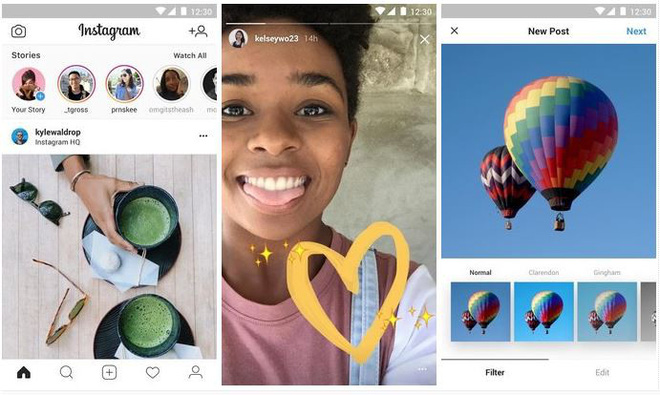 12:30
Instagram
Stories
Watch All
Your Story
_tgross
prnskee
omgitstheash
kylewaldrop
Instagram HQ
12:30
kelseywo23 14h
12:30
New Post
Next
Normal
Clarendon
Gingham
Filter
Edit